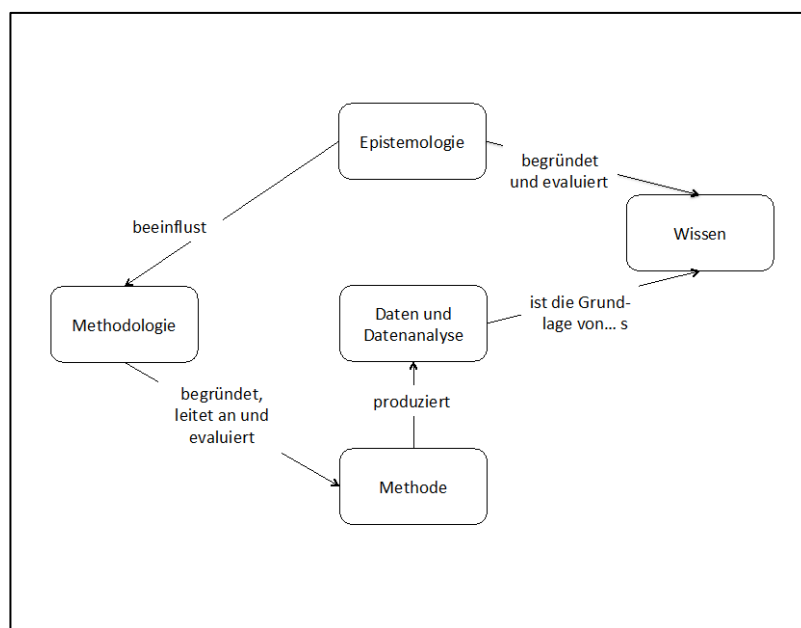 Epistemologie
begründet
und evaluiert
Wissen
beeinflust
Methodologie
Daten und
Datenanalyse
ist die Grund-
lage von... s
begründet,
leitet an und
evaluiert
produziert
Methode